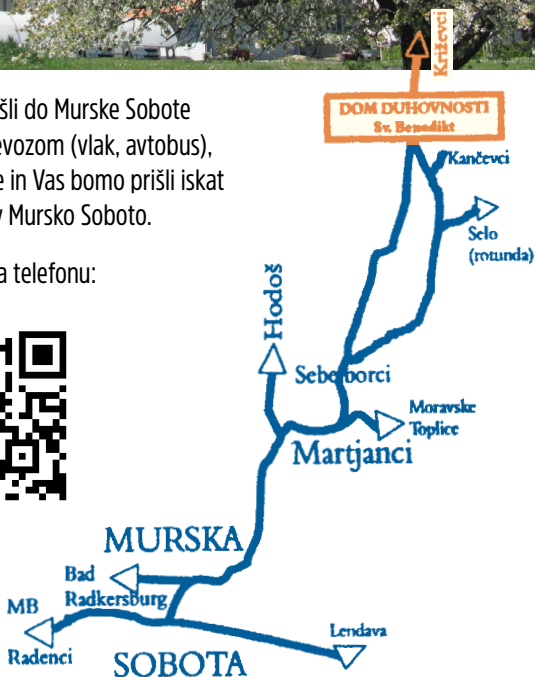 šli do Murske Sobote
evozom (vlak, avtobus),
e in Vas bomo prišli iskat
v Mursko Soboto.
a telefonu:
Križevci
DOM DUHOVNOSTI
Sv. Benedikt
Kančevci
Selo
(rotunda)
Hodoš
Sebeborci
Moravske
Toplice
Martjanci
MURSKA
Bad
Radkersburg
MB
Radenci
Lendava
SOBOTA